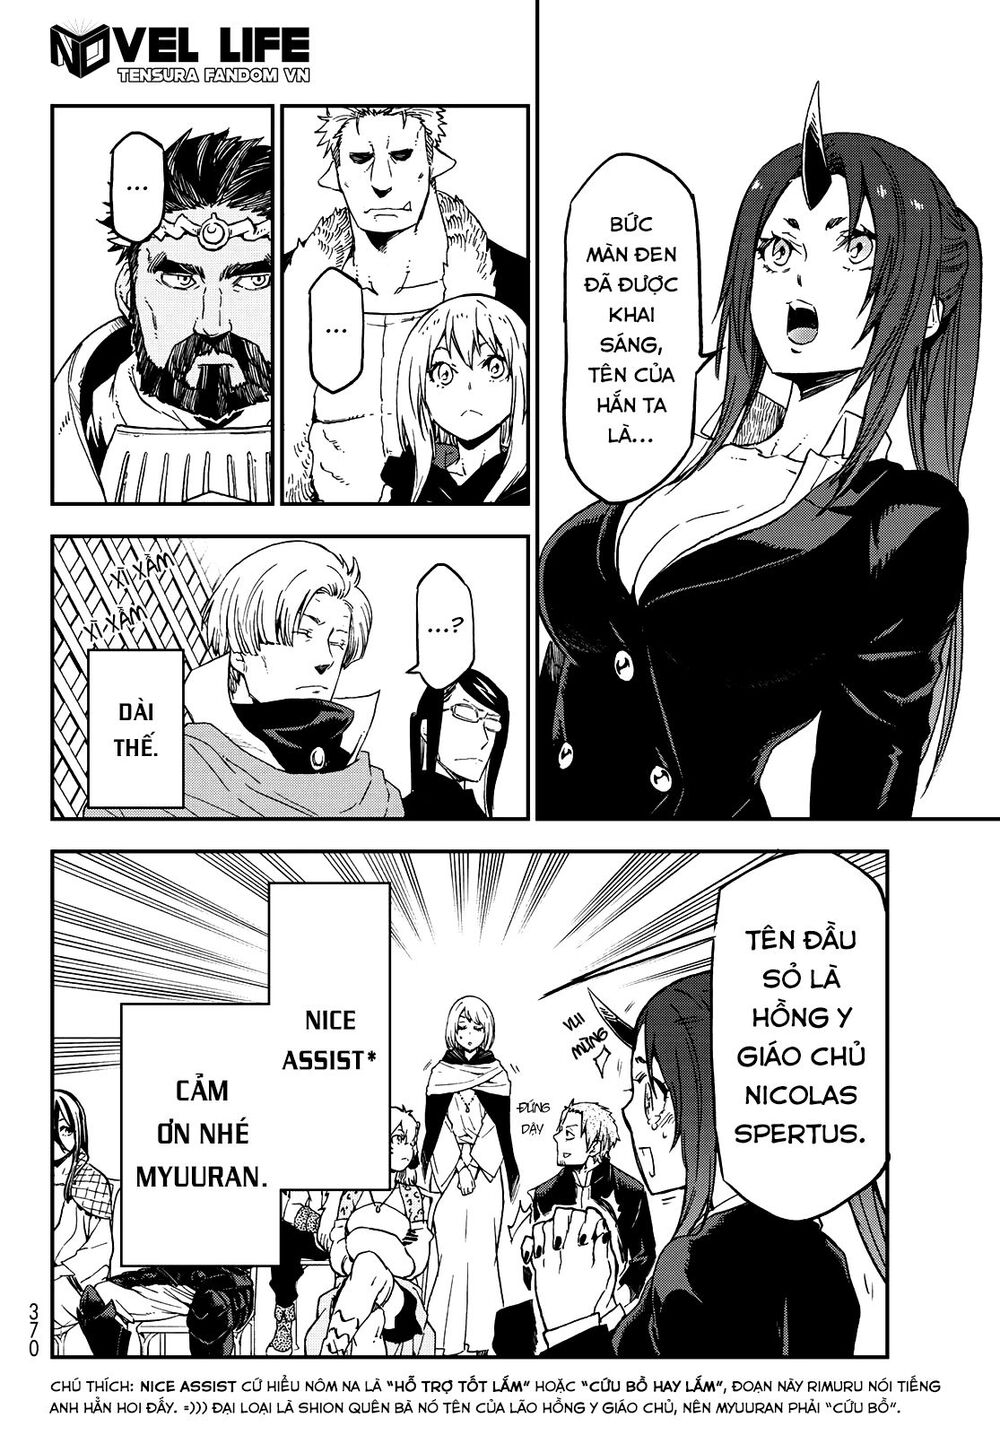 NOVEL LIFE
TENSURA FANDOM VN
BỨC
MÀN ĐEN
ĐÃ ĐƯỢC
KHAI
SÁNG,
TÊN CỦA
HẮN TA
LÀ...
...
...
XÌ XẦM
XÌ XẦM
...?
DÀI
THẾ.
TÊN ĐẦU
SỎ LÀ
HỒNG Y
GIÁO CHỦ
NICOLAS
SPERTUS.
VUI
MỪNG
ĐỨNG
DẬY
NICE
ASSIST*
CẢM
ƠN NHÉ
MYUURAN.
370
CHÚ THÍCH: NICE ASSIST CỨ HIỂU NÔM NA LÀ "HỖ TRỢ TỐT LẮM" HOẶC "CỨU BỒ HAY LẮM", ĐOẠN NÀY RIMURU NÓI TIẾNG
ANH HẲN HOI ĐẤY. =))) ĐẠI LOẠI LÀ SHION QUÊN BÀ NÓ TÊN CỦA LÃO HỒNG Y GIÁO CHỦ, NÊN MYUURAN PHẢI "CỨU BỒ".